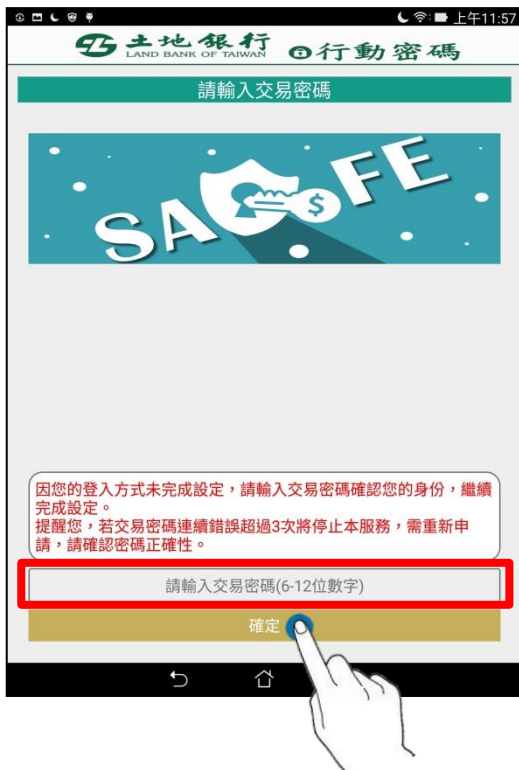 上午11:57
土地銀行 行動密碼
LAND BANK OF TAIWAN
請輸入交易密碼
SAFE
$
因您的登入方式未完成設定，請輸入交易密碼確認您的身份，繼續
完成設定。
提醒您，若交易密碼連續錯誤超過3次將停止本服務，需重新申
請，請確認密碼正確性。
請輸入交易密碼(6-12位數字)
確定